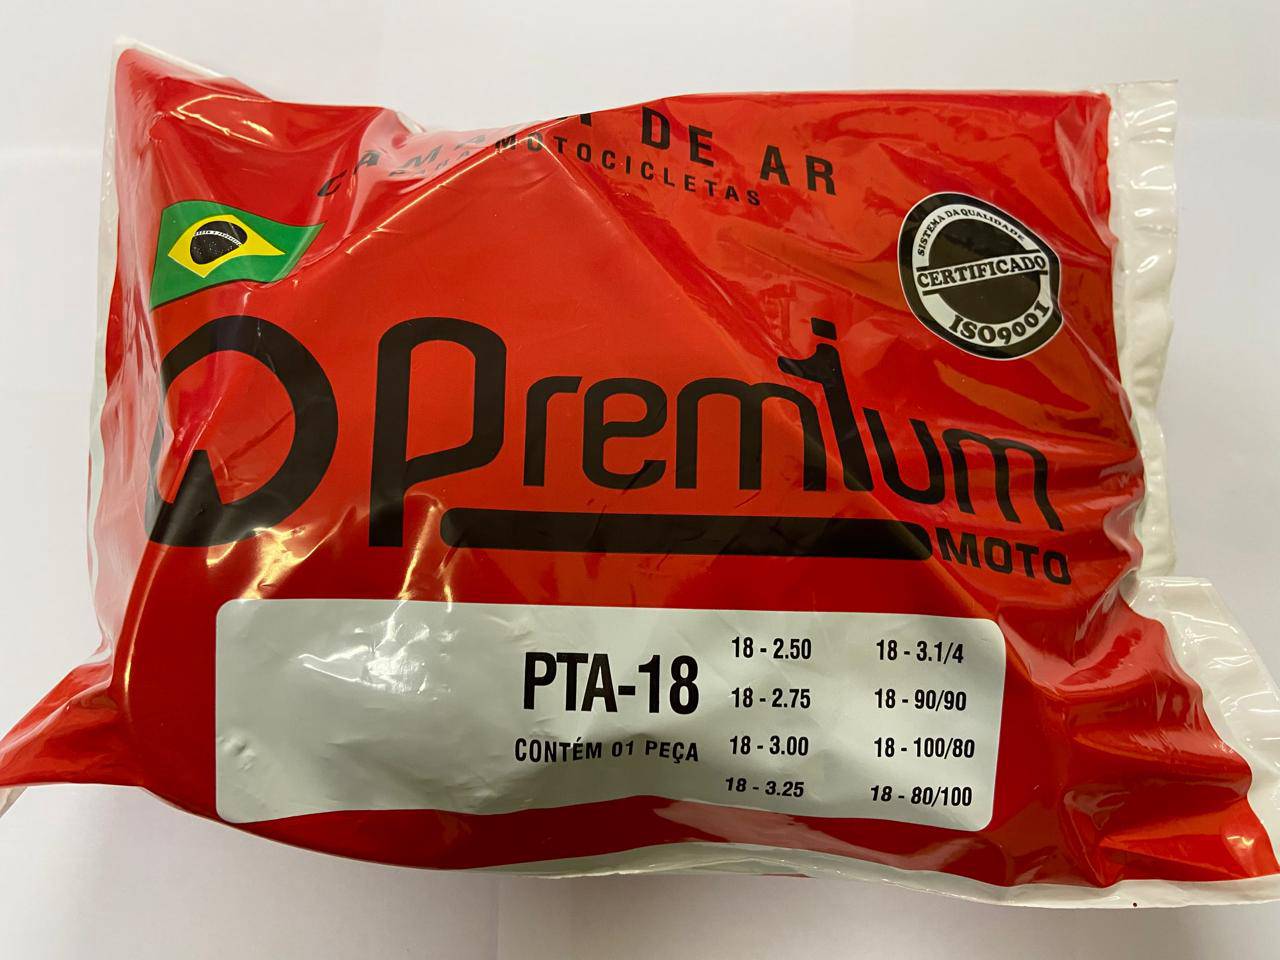 CAMARA DE AR
PARA MOTOCICLETAS
SISTEMA DA QUALIDADE
CERTIFICADO
ISO9001
Premium
MOTO
PTA-18
CONTÉM 01 PEÇA
18 - 2.50
18 - 2.75
18 - 3.00
18 - 3.25
18 - 3.1/4
18 - 90/90
18 - 100/80
18 - 80/100